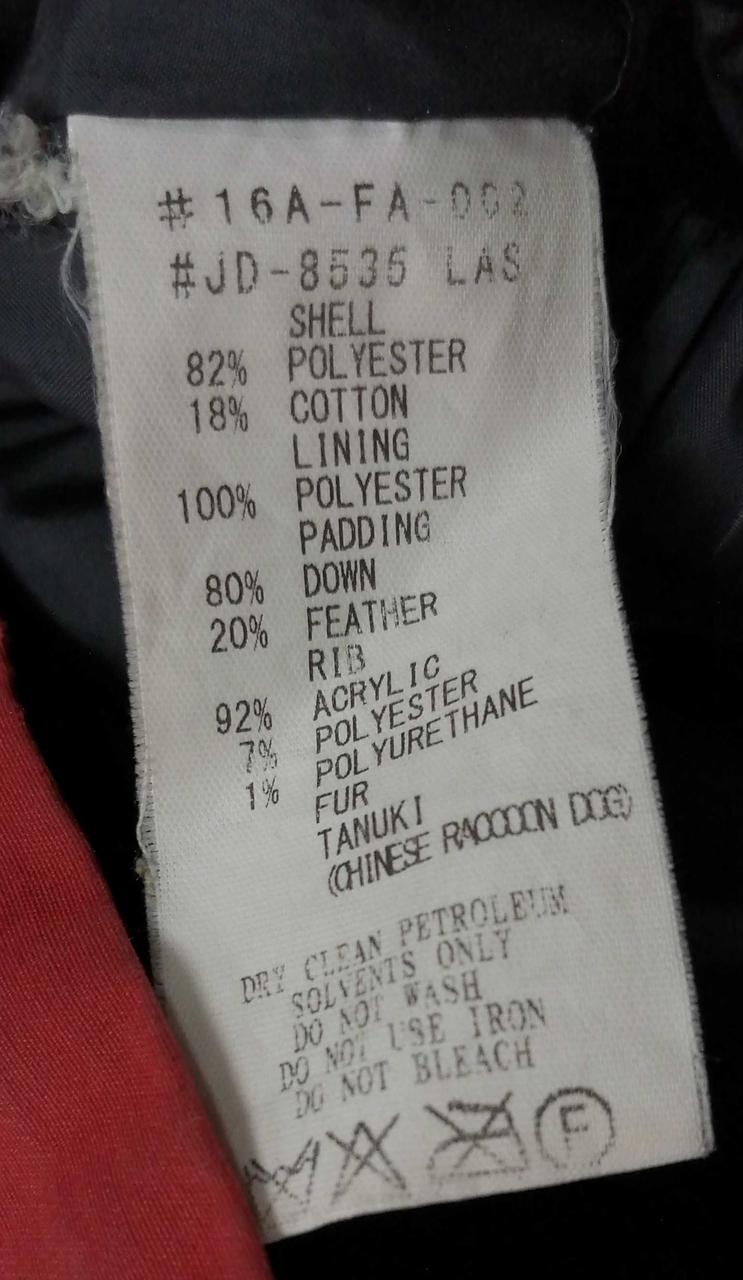 #16A-FA-002
#JD-8535 LAS
SHELL
82% POLYESTER
18% COTTON
LINING
100% POLYESTER
PADDING
80% DOWN
20% FEATHER
RIB
92% ACRYLIC
7% POLYESTER
1% POLYURETHANE
FUR
TANUKI
(CHINESE RACOOON DOG)
DRY CLEAN PETROLEUM
SOLVENTS ONLY
DO NOT WASH
DO NOT USE IRON
DO NOT BLEACH
F